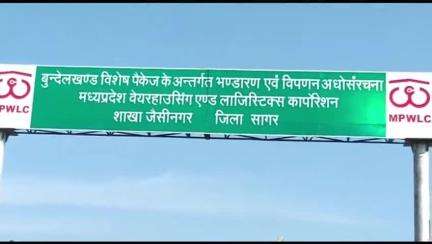 बुन्देलखण्ड विशेष पैकेज के अन्तर्गत भण्डारण एवं विपणन अधोसंरचना
मध्यप्रदेश वेयरहाउसिंग एण्ड लाजिस्टिक्स कार्पोरेशन
शाखा जैसीनगर जिला सागर
MPWLC
MPWLC